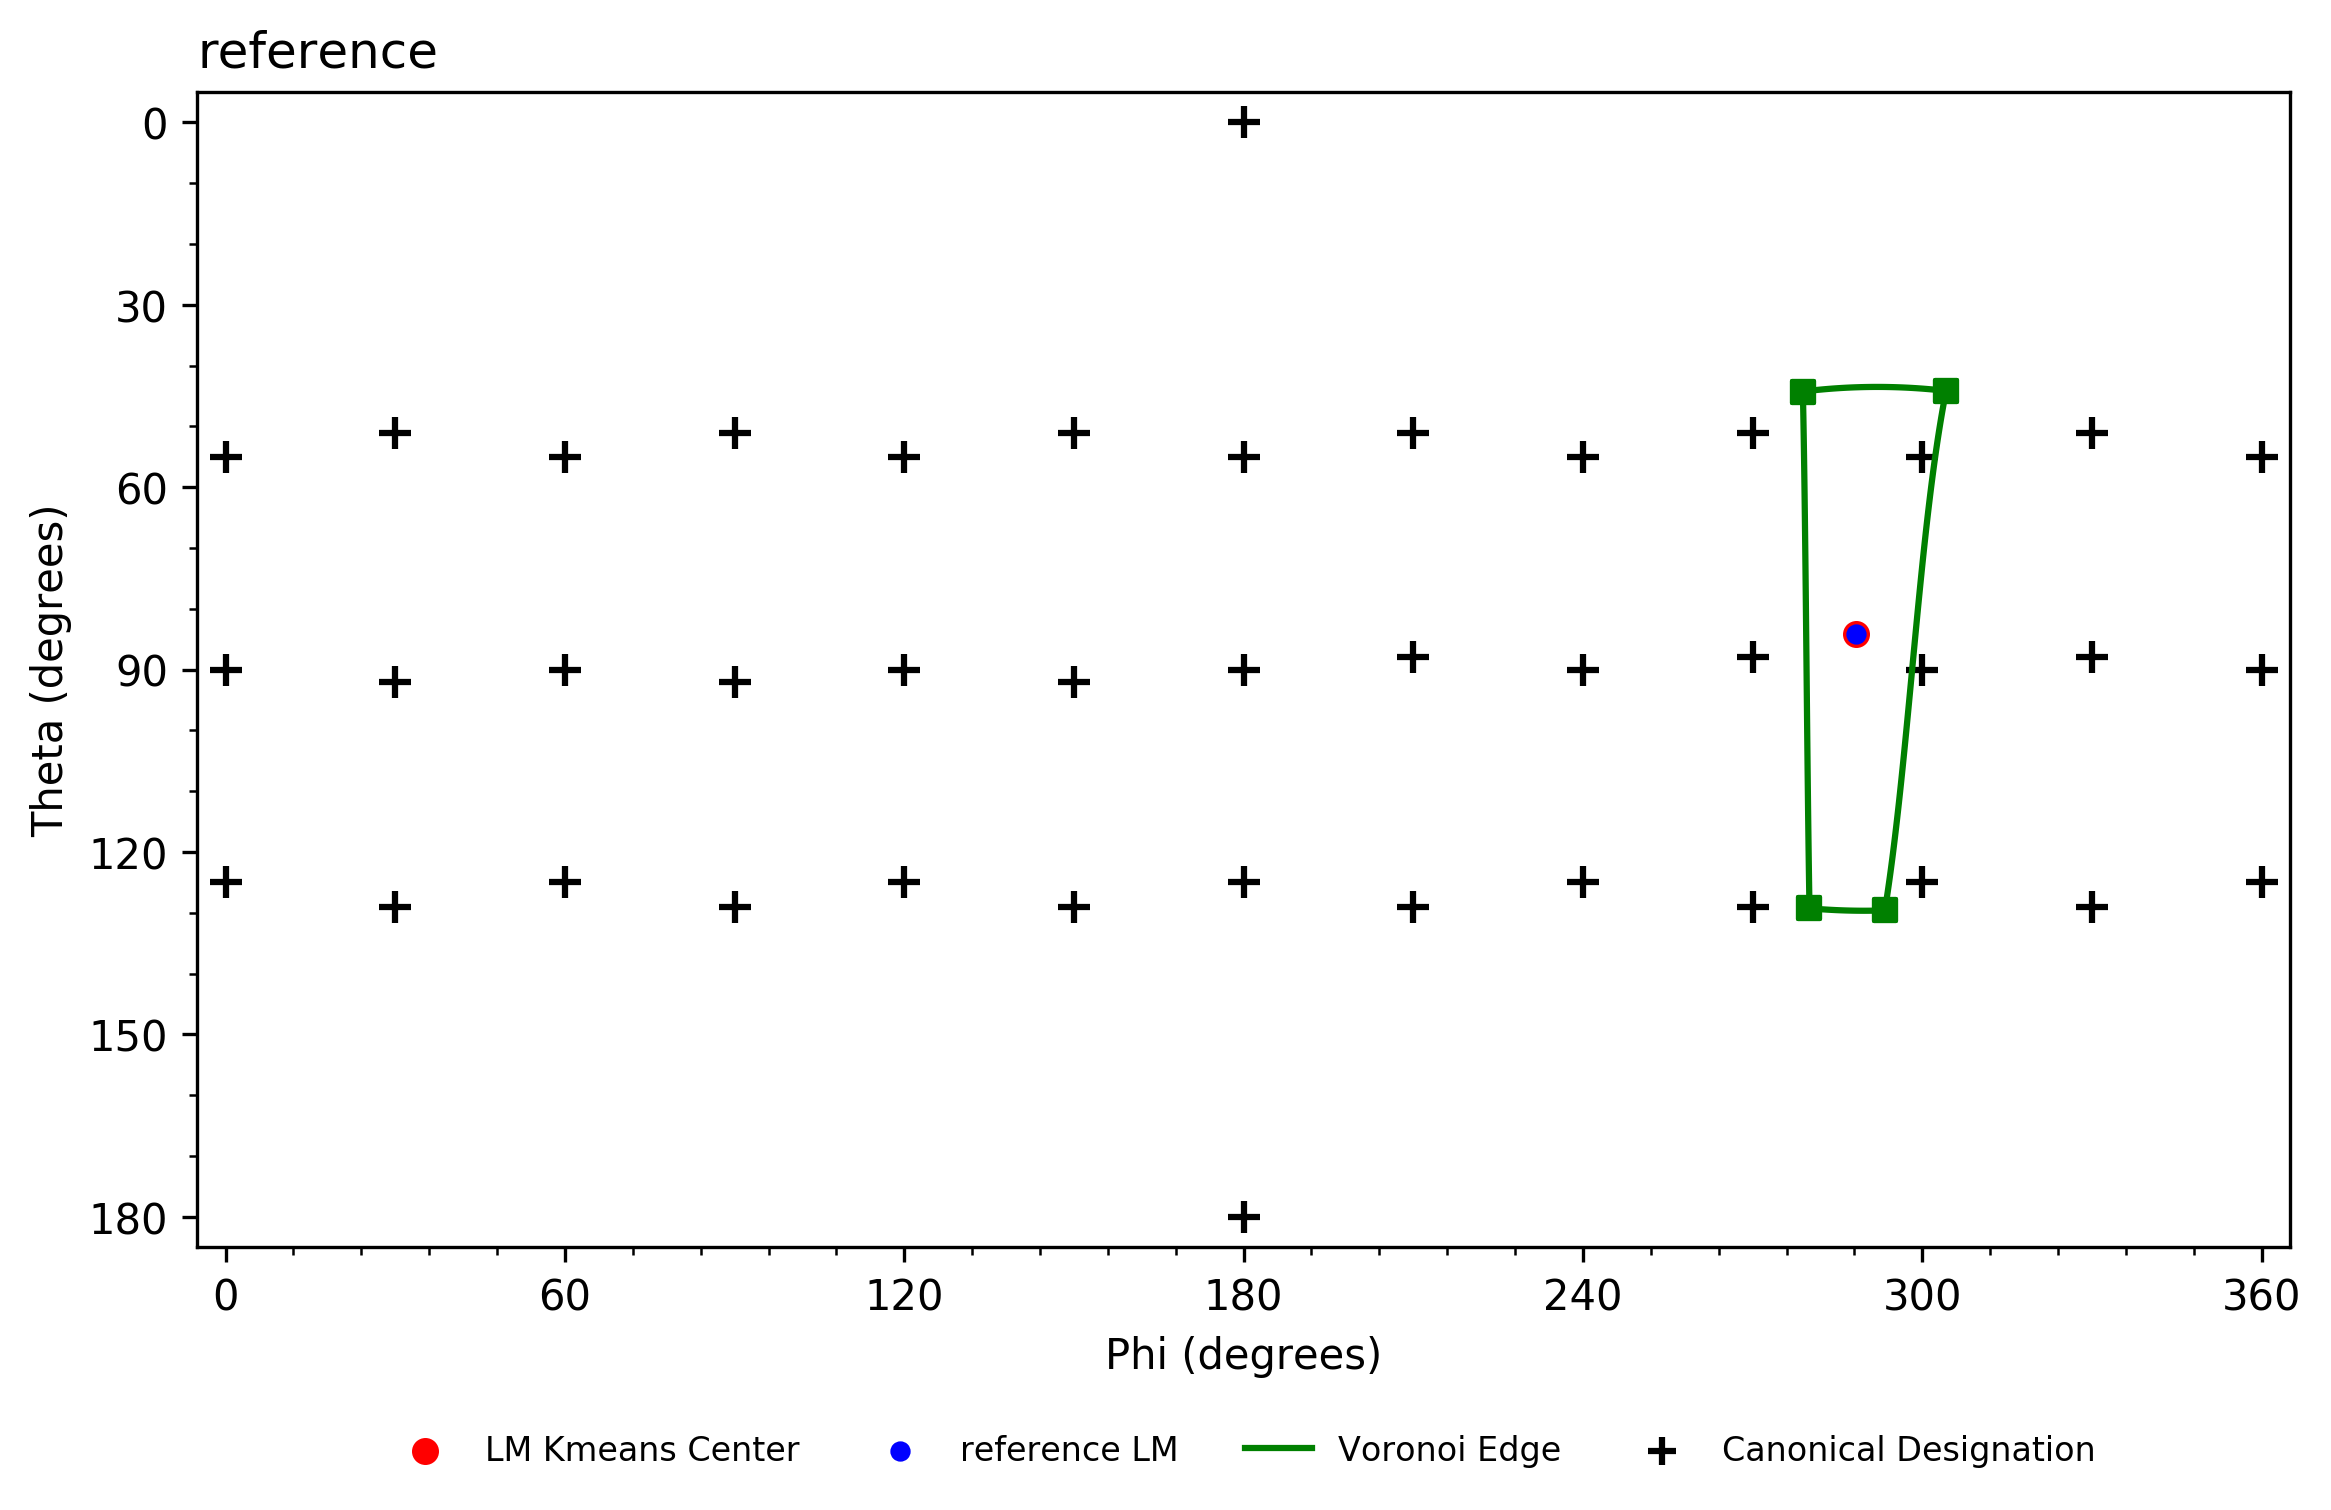 reference
0
30
60
90
120
150
180
Theta (degrees)
0 60 120 180 240 300 360
Phi (degrees)
LM Kmeans Center reference LM Voronoi Edge Canonical Designation